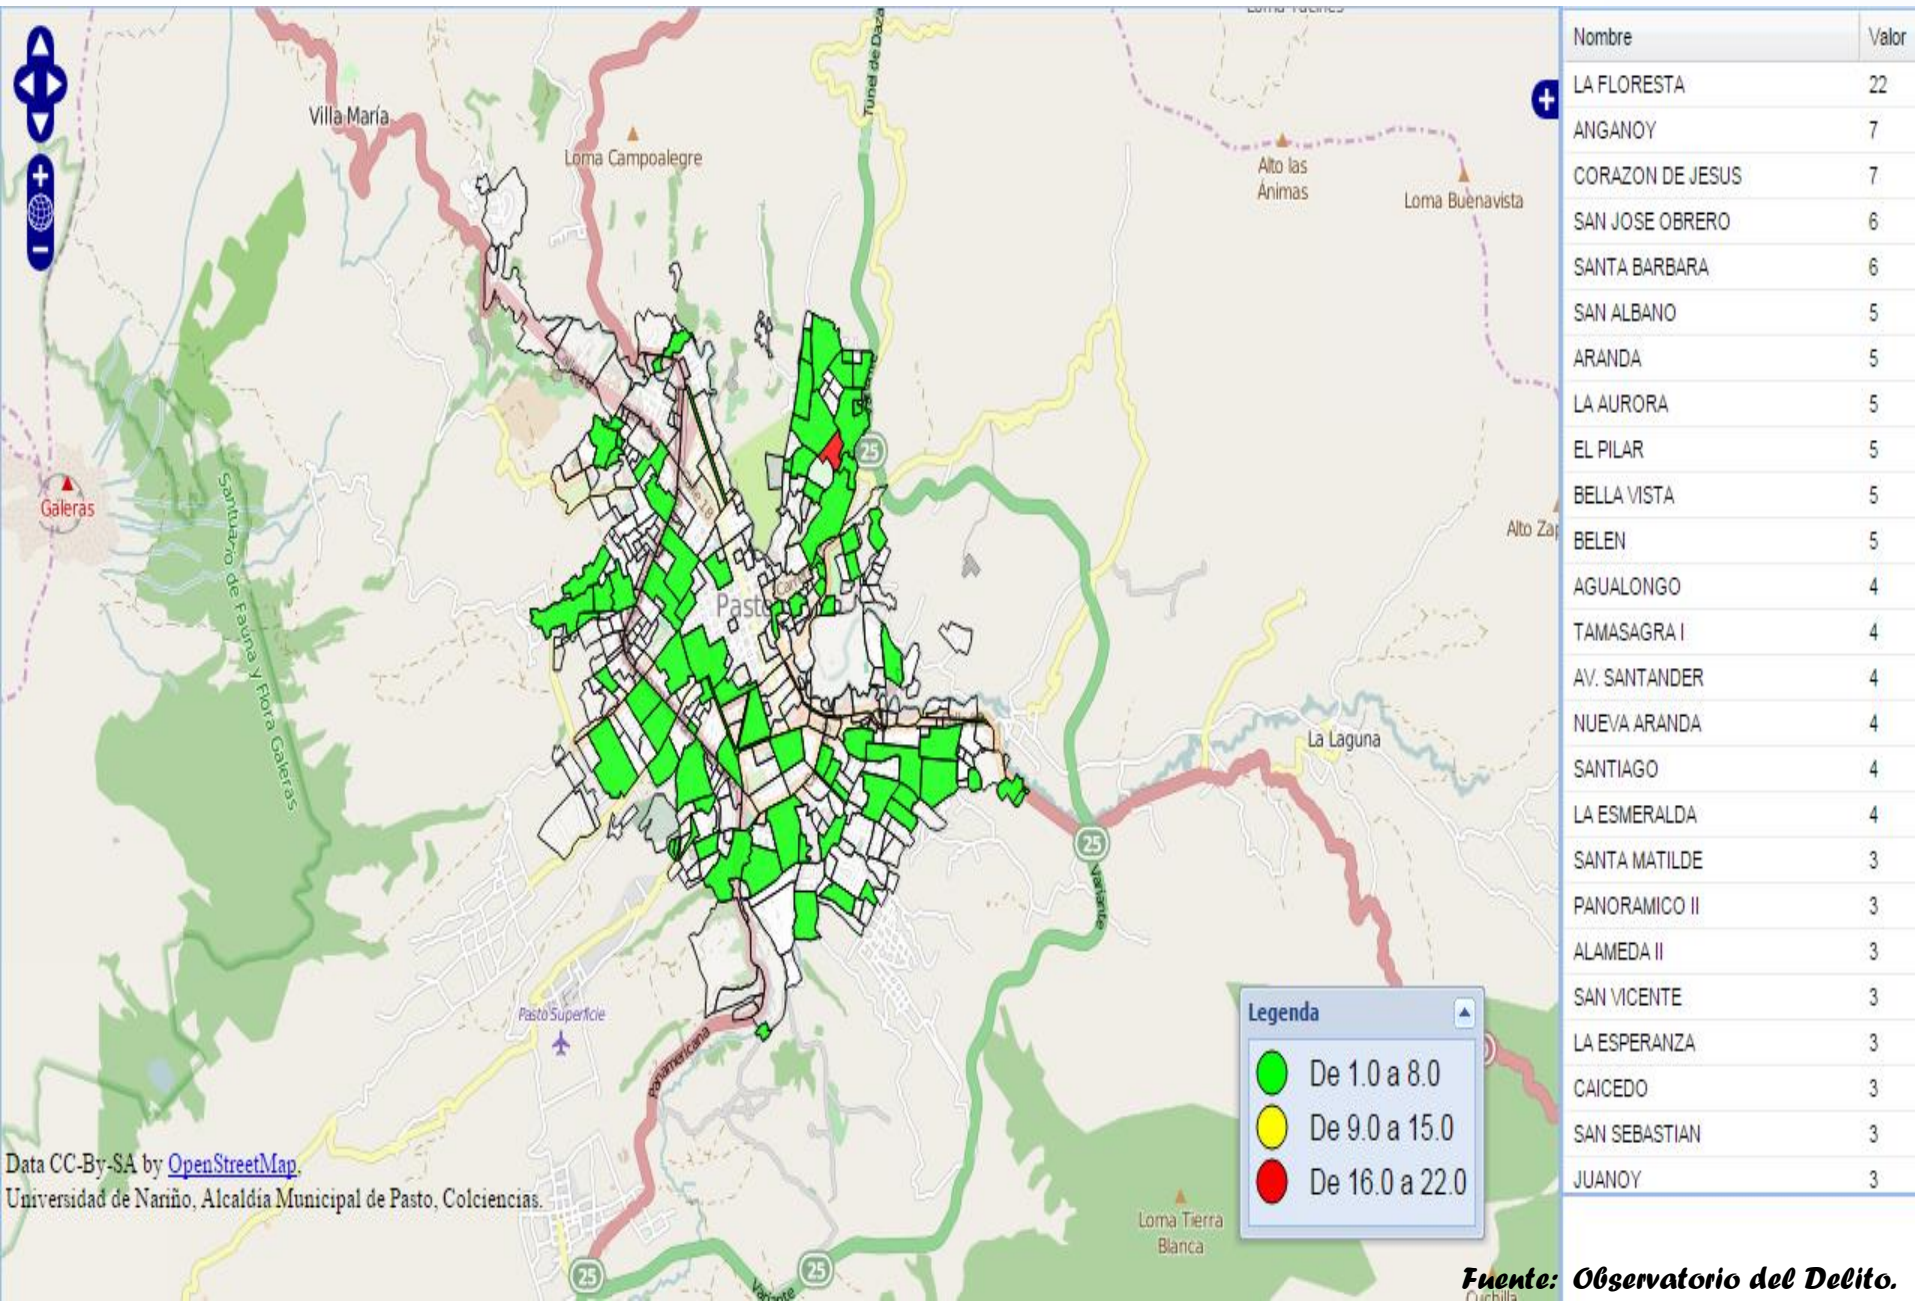 Tunel de Daza
Villa María
Loma Campoalegre
Alto las
Ánimas
Loma Buenavista
25
Galeras
Santuario de Fauna y Flora Galeras
Calle 18
Alto Zap
Pasto
La Laguna
25
Variante
Pasto Superficie
Panamericana
Loma Tierra
Blanca
25
25
Variante
Data CC-By-SA by OpenStreetMap,
Universidad de Nariño, Alcaldía Municipal de Pasto, Colciencias.
Legenda
De 1.0 a 8.0
De 9.0 a 15.0
De 16.0 a 22.0
Nombre Valor
LA FLORESTA 22
ANGANOY 7
CORAZON DE JESUS 7
SAN JOSE OBRERO 6
SANTA BARBARA 6
SAN ALBANO 5
ARANDA 5
LA AURORA 5
EL PILAR 5
BELLA VISTA 5
BELEN 5
AGUALONGO 4
TAMASAGRA I 4
AV. SANTANDER 4
NUEVA ARANDA 4
SANTIAGO 4
LA ESMERALDA 4
SANTA MATILDE 3
PANORAMICO II 3
ALAMEDA II 3
SAN VICENTE 3
LA ESPERANZA 3
CAICEDO 3
SAN SEBASTIAN 3
JUANOY 3
Fuente: Observatorio del Delito.